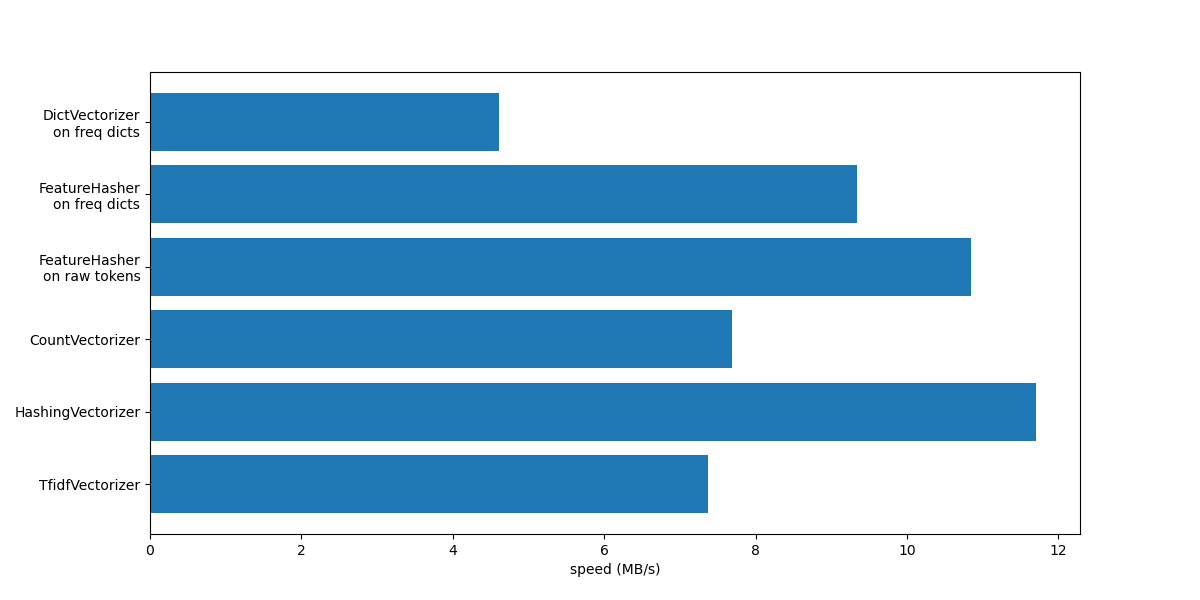 DictVectorizer
on freq dicts
FeatureHasher
on freq dicts
FeatureHasher
on raw tokens
CountVectorizer
HashingVectorizer
TfidfVectorizer
0 2 4 6 8 10 12
speed (MB/s)